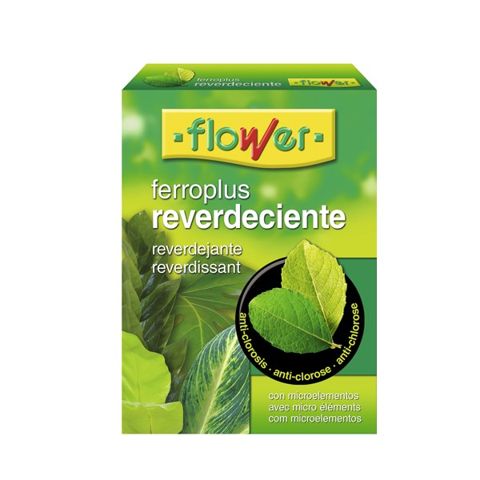 ferroplus
reverdeciente
flower
flower
ferroplus
reverdeciente
reverdejante
reverdissant
anti-clorosis · anti-clorose · anti-chlorose
con microelementos
avec micro eléments
com microelementos